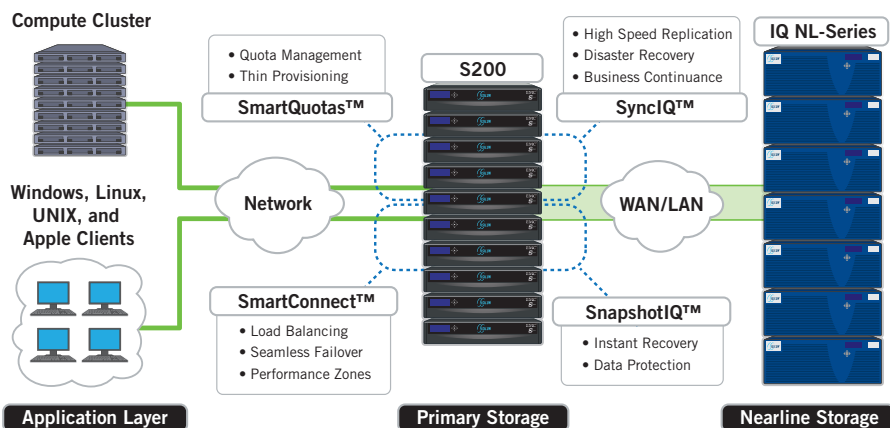 Compute Cluster
• Quota Management
• Thin Provisioning
SmartQuotas™
S200
• High Speed Replication
• Disaster Recovery
• Business Continuance
SyncIQ™
IQ NL-Series
Windows, Linux,
UNIX, and
Apple Clients
Network
WAN/LAN
SmartConnect™
• Load Balancing
• Seamless Failover
• Performance Zones
SnapshotIQ™
• Instant Recovery
• Data Protection
Application Layer
Primary Storage
Nearline Storage